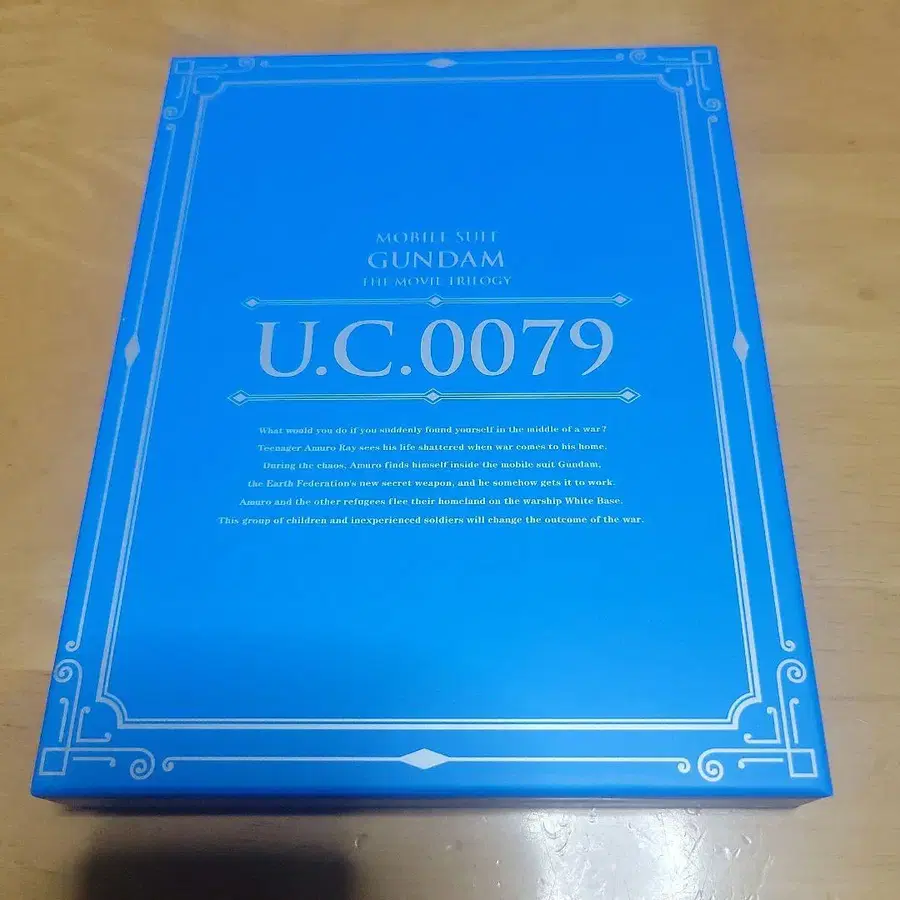 MOBILE SUIT
GUNDAM
THE MOVIE TRILOGY
U.C.0079
What would you do if you suddenly found yourself in the middle of a war?
Teenager Amuro Ray sees his life shattered when war comes to his home.
During the chaos, Amuro finds himself inside the mobile suit Gundam,
the Earth Federation's new secret weapon, and he somehow gets it to work.
Amuro and the other refugees flee their homeland on the warship White Base.
This group of children and inexperienced soldiers will change the outcome of the war.